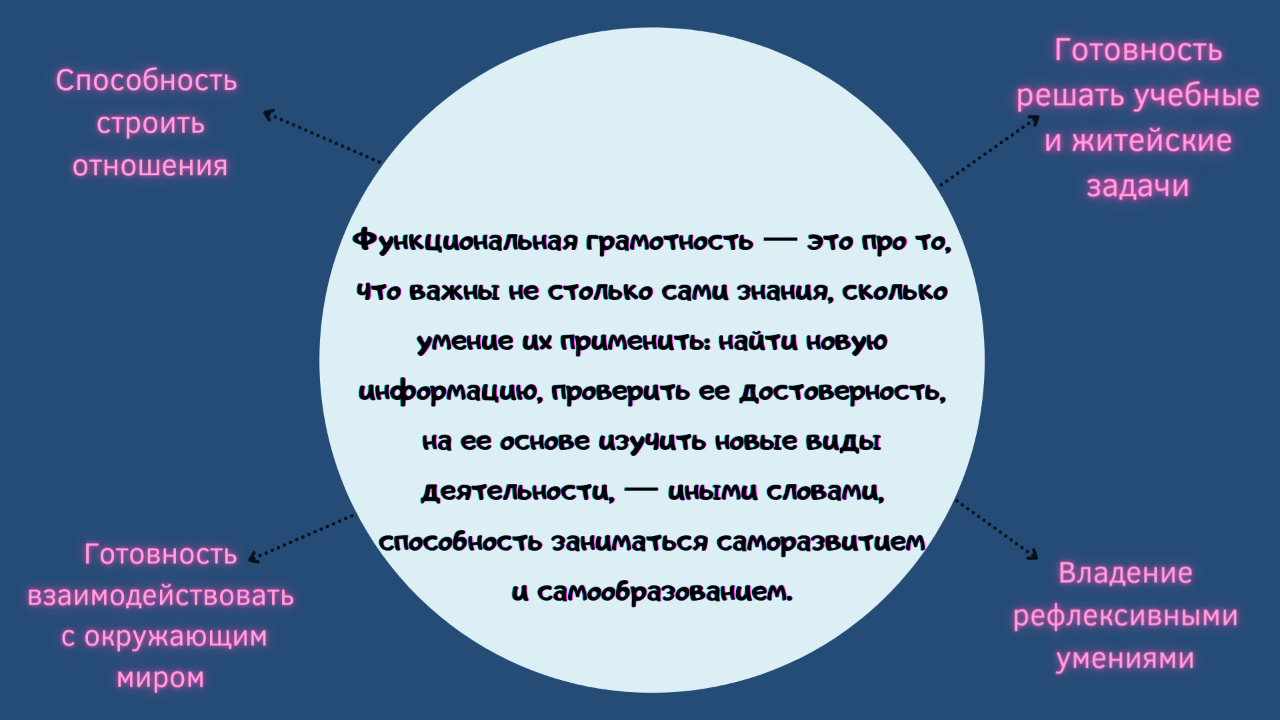 Способность
строить
отношения
Готовность
решать учебные
и житейские
задачи
Функциональная грамотность — это про то,
что важны не столько сами знания, сколько
умение их применить: найти новую
информацию, проверить ее достоверность,
на ее основе изучить новые виды
деятельности, — иными словами,
способность заниматься саморазвитием
и самообразованием.
Готовность
взаимодействовать
с окружающим
миром
Владение
рефлексивными
умениями